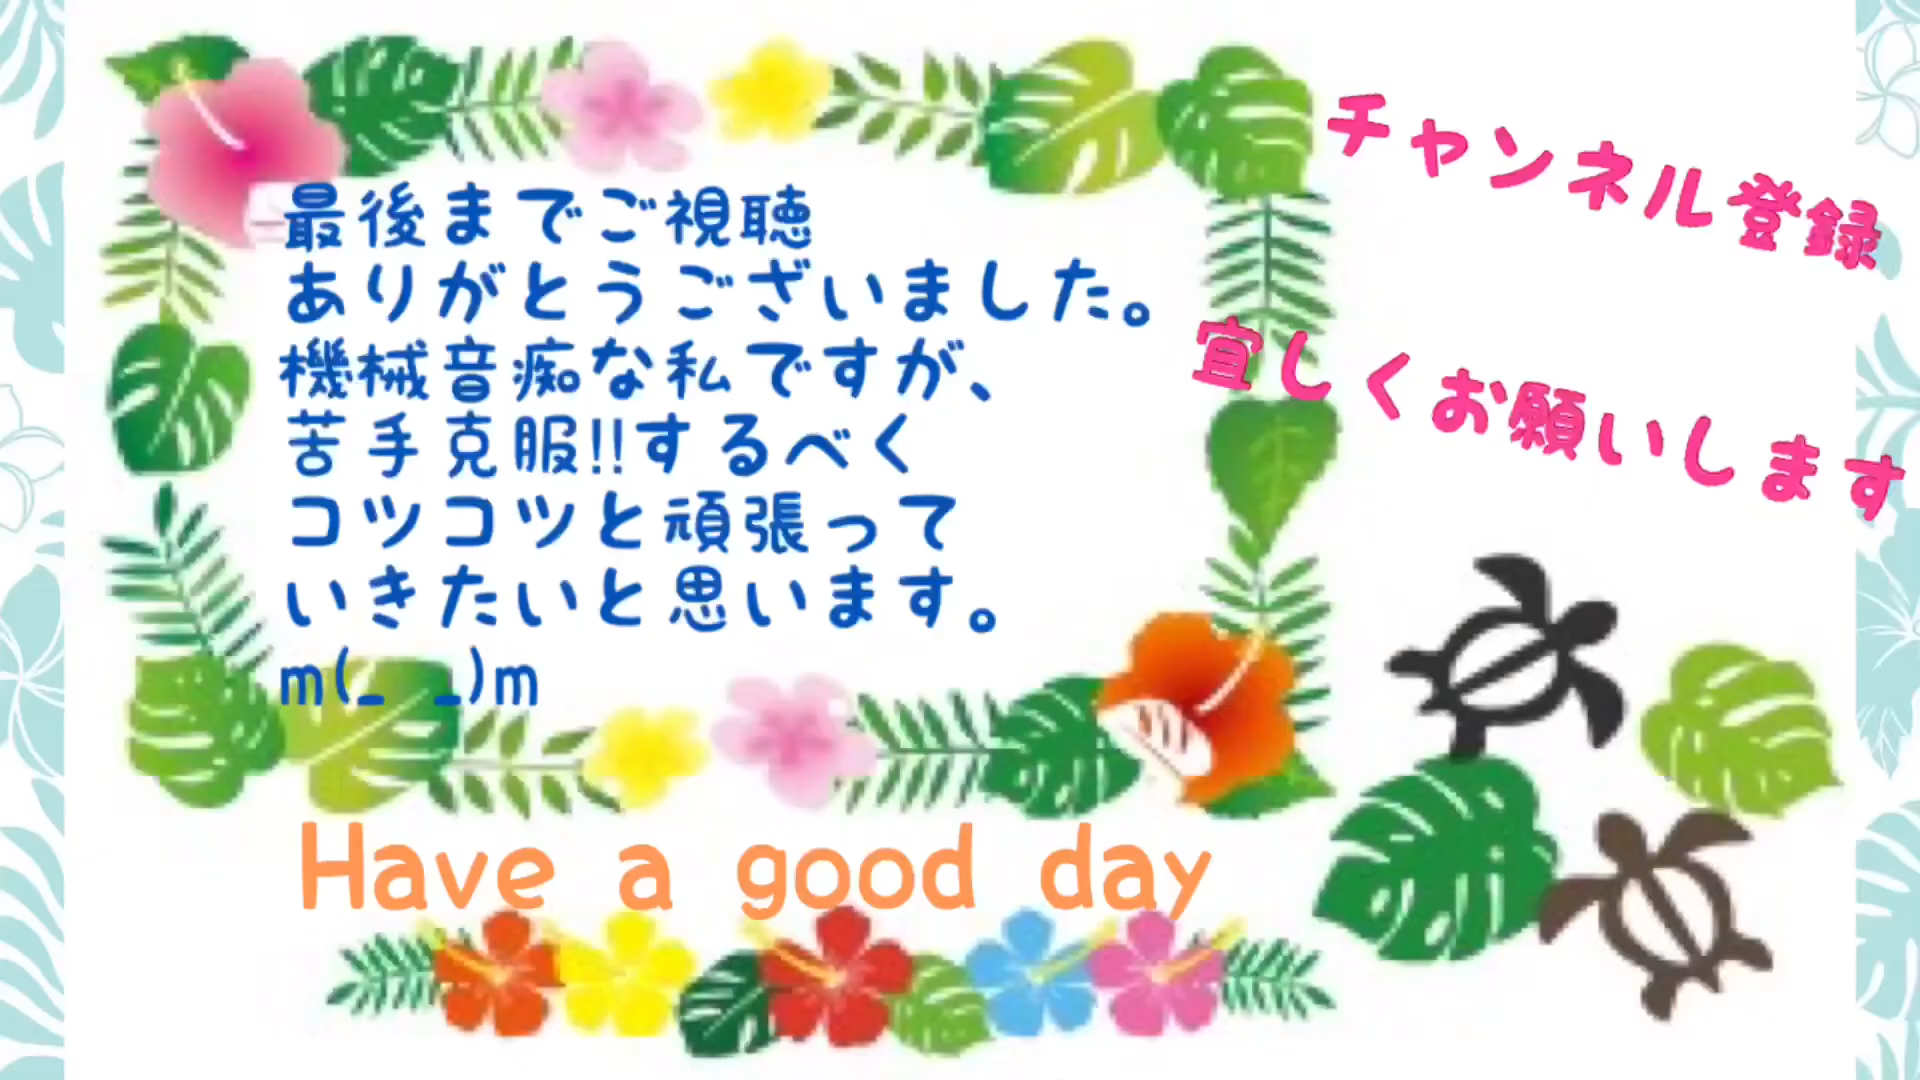 最後までご視聴
ありがとうございました。
機械音痴な私ですが、
苦手克服!!するべく
コツコツと頑張って
いきたいと思います。
m(_ _)m
チャンネル登録
宜しくお願いします
Have a good day